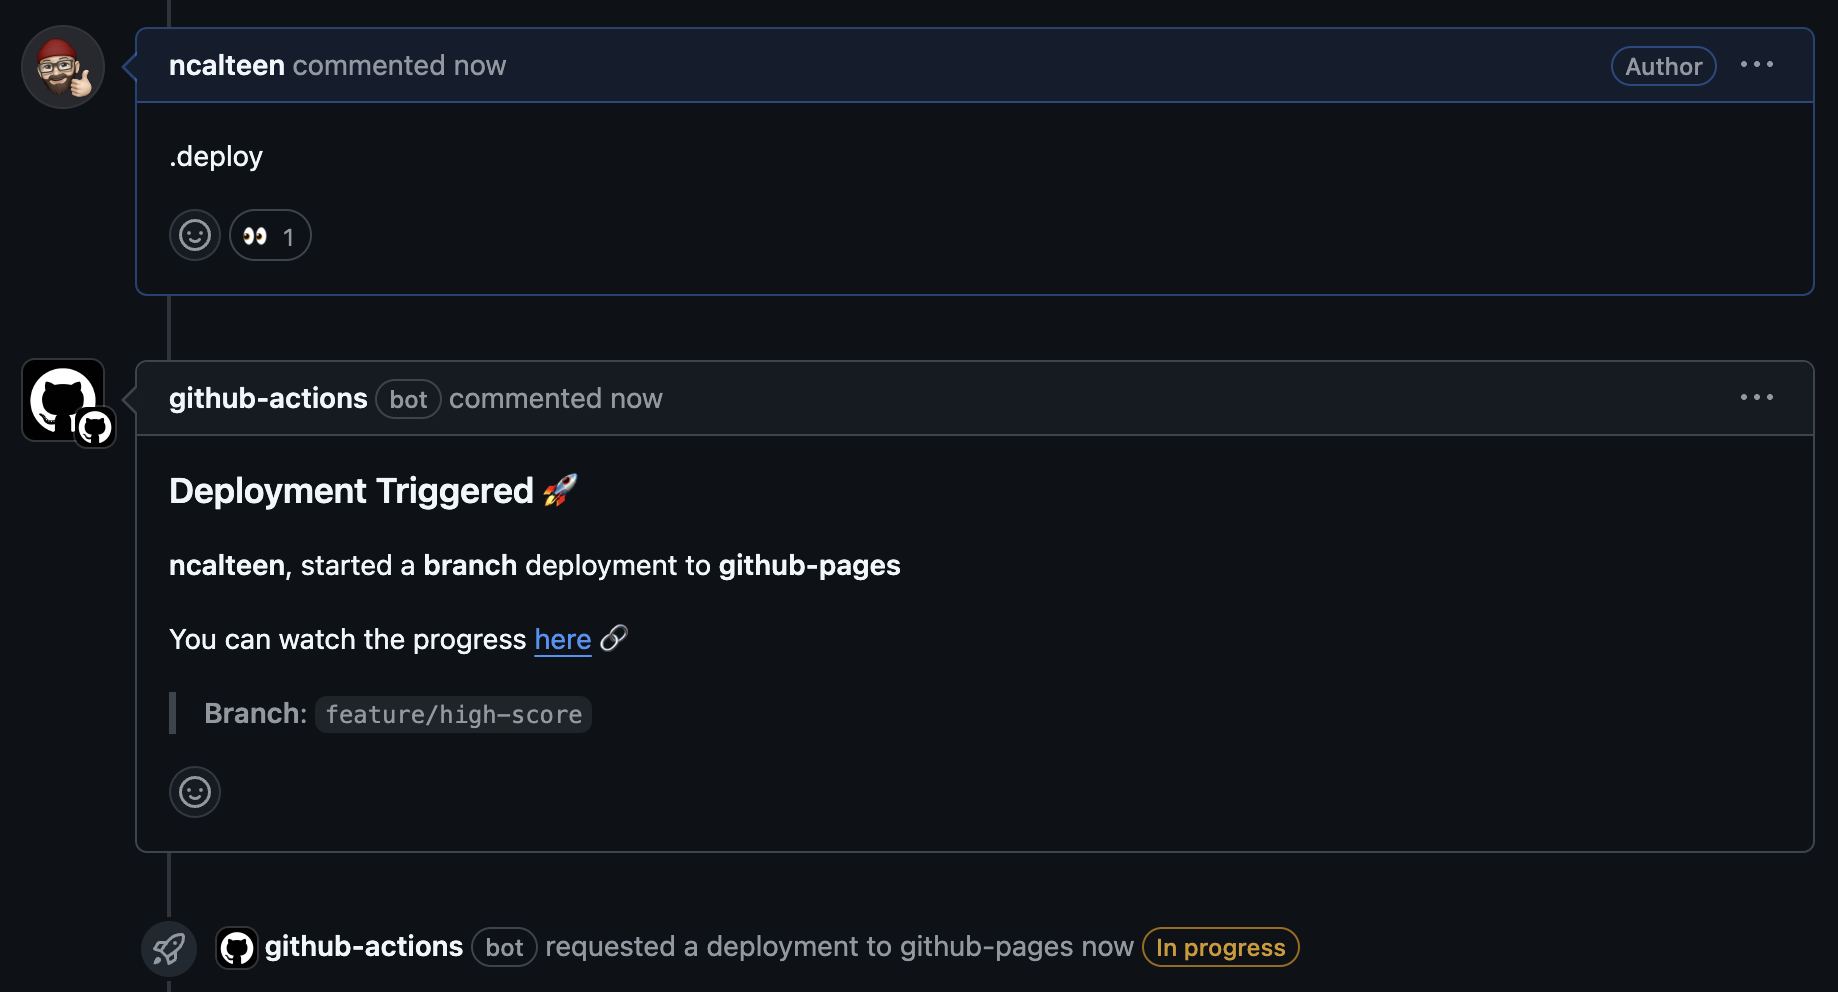 ncalteen commented now Author
.deploy
👀 1
github-actions bot commented now
Deployment Triggered 🚀
ncalteen, started a branch deployment to github-pages
You can watch the progress here 🔗
Branch: feature/high-score
github-actions bot requested a deployment to github-pages now In progress